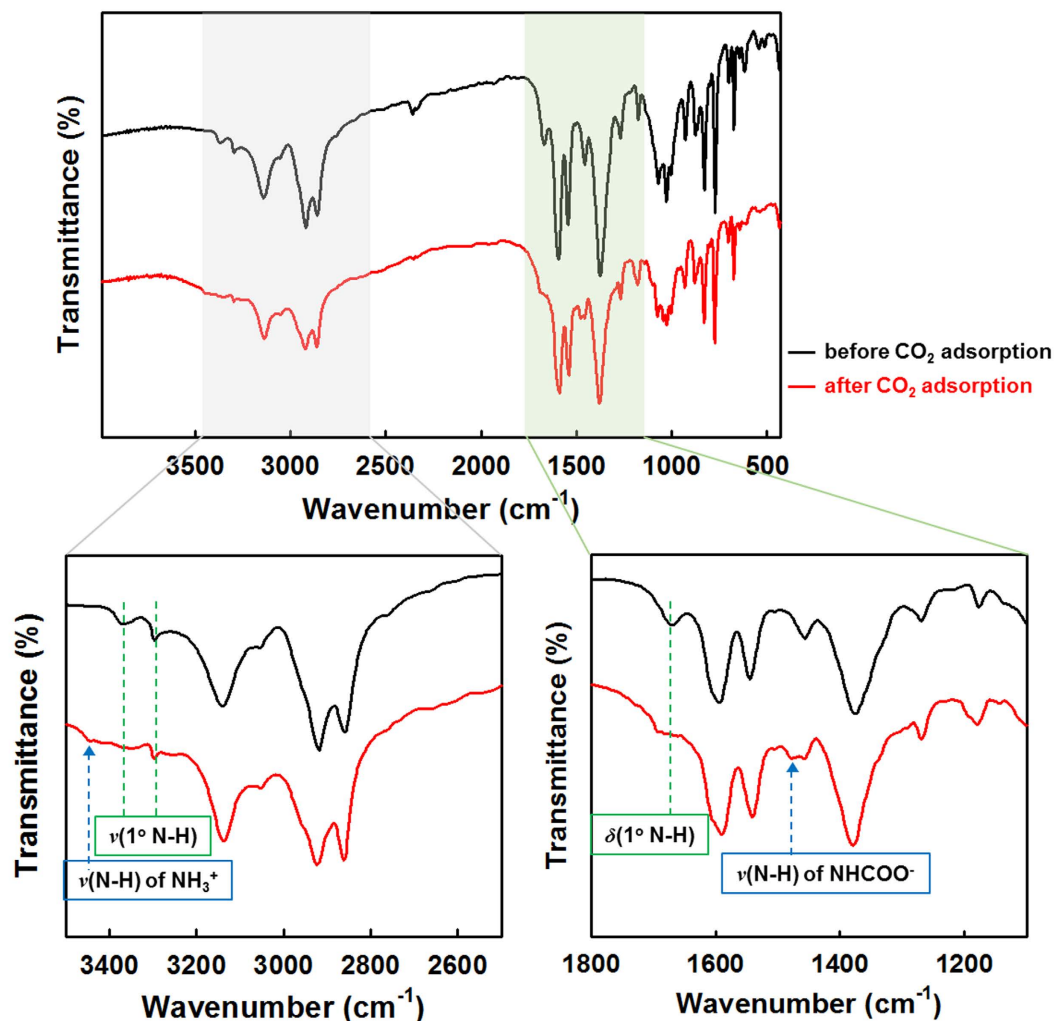 Transmittance (%)
before CO₂ adsorption
after CO₂ adsorption
3500 3000 2500 2000 1500 1000 500
Wavenumber (cm⁻¹)
Transmittance (%)
ν(1º N-H)
ν(N-H) of NH₃⁺
3400 3200 3000 2800 2600
Wavenumber (cm⁻¹)
Transmittance (%)
δ(1º N-H)
ν(N-H) of NHCOO⁻
1800 1600 1400 1200
Wavenumber (cm⁻¹)